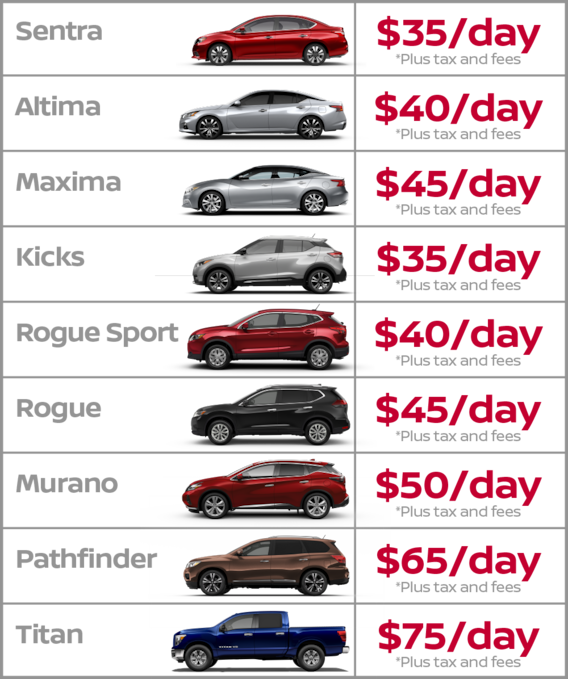 Sentra
$35/day
*Plus tax and fees
Altima
$40/day
*Plus tax and fees
Maxima
$45/day
*Plus tax and fees
Kicks
$35/day
*Plus tax and fees
Rogue Sport
$40/day
*Plus tax and fees
Rogue
$45/day
*Plus tax and fees
Murano
$50/day
*Plus tax and fees
Pathfinder
$65/day
*Plus tax and fees
Titan
$75/day
*Plus tax and fees